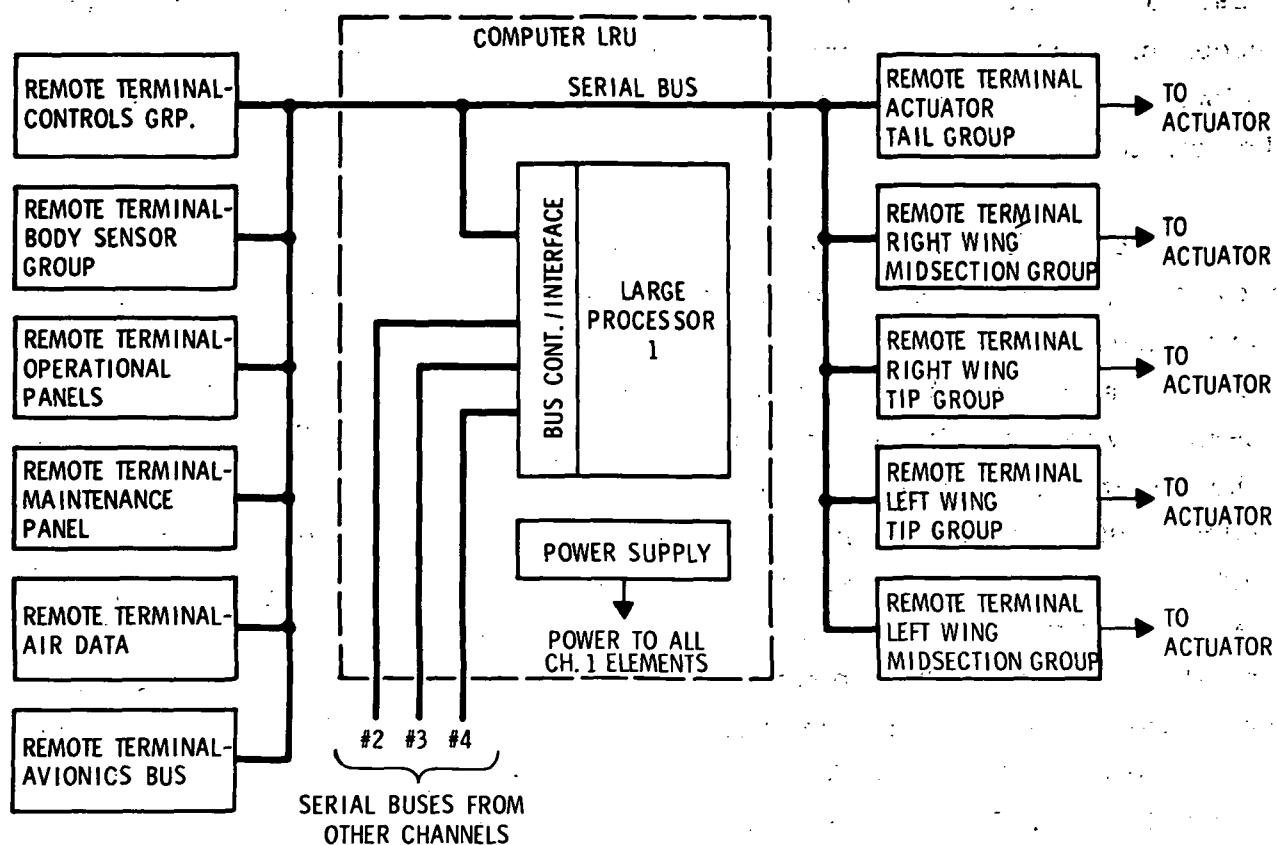 COMPUTER LRU
SERIAL BUS
REMOTE TERMINAL-
CONTROLS GRP.
REMOTE TERMINAL-
BODY SENSOR
GROUP
REMOTE TERMINAL-
OPERATIONAL
PANELS
REMOTE TERMINAL-
MAINTENANCE
PANEL
REMOTE TERMINAL-
AIR DATA
REMOTE TERMINAL-
AVIONICS BUS
BUS CONT./INTERFACE
LARGE
PROCESSOR
1
POWER SUPPLY
POWER TO ALL
CH. 1 ELEMENTS
#2 #3 #4
SERIAL BUSES FROM
OTHER CHANNELS
REMOTE TERMINAL
ACTUATOR
TAIL GROUP
TO
ACTUATOR
REMOTE TERMINAL
RIGHT WING
MIDSECTION GROUP
TO
ACTUATOR
REMOTE TERMINAL
RIGHT WING
TIP GROUP
TO
ACTUATOR
REMOTE TERMINAL
LEFT WING
TIP GROUP
TO
ACTUATOR
REMOTE TERMINAL
LEFT WING
MIDSECTION GROUP
TO
ACTUATOR